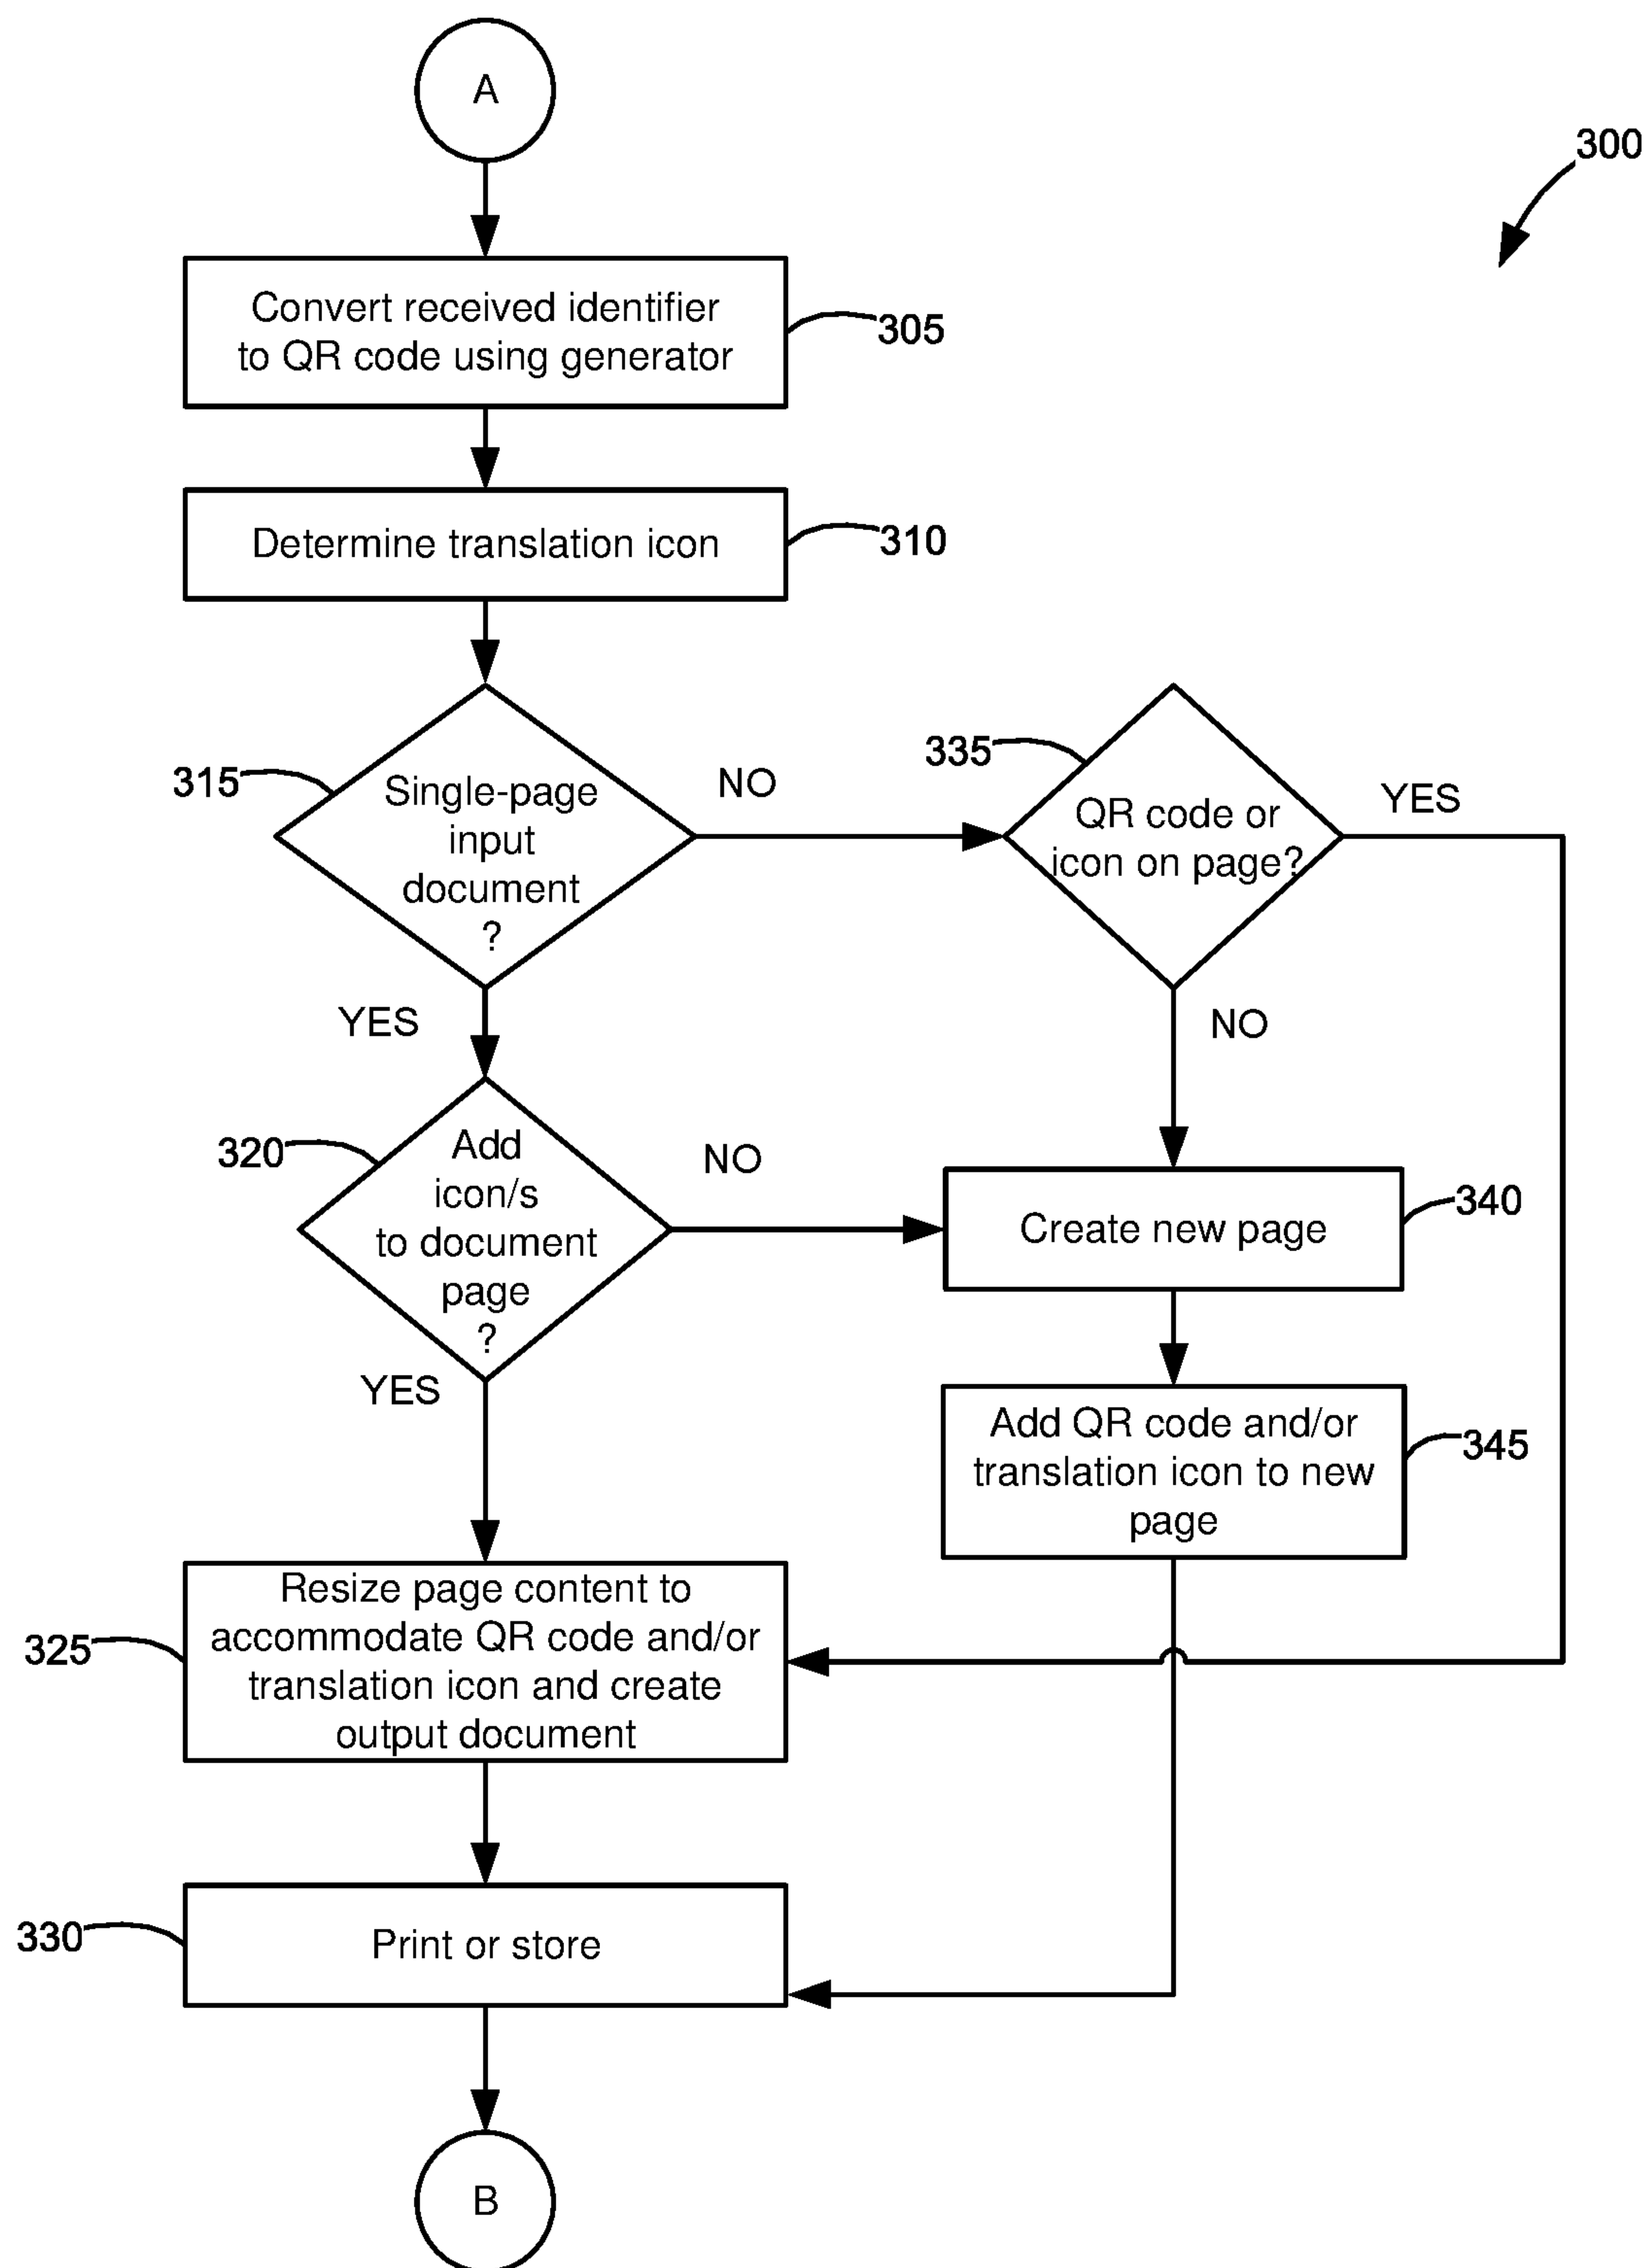 A
300
Convert received identifier
to QR code using generator
305
Determine translation icon
310
315
Single-page
input
document
?
NO
YES
335
QR code or
icon on page?
YES
NO
320
Add
icon/s
to document
page
?
NO
YES
Create new page
340
Add QR code and/or
translation icon to new
page
345
325
Resize page content to
accommodate QR code and/or
translation icon and create
output document
330
Print or store
B